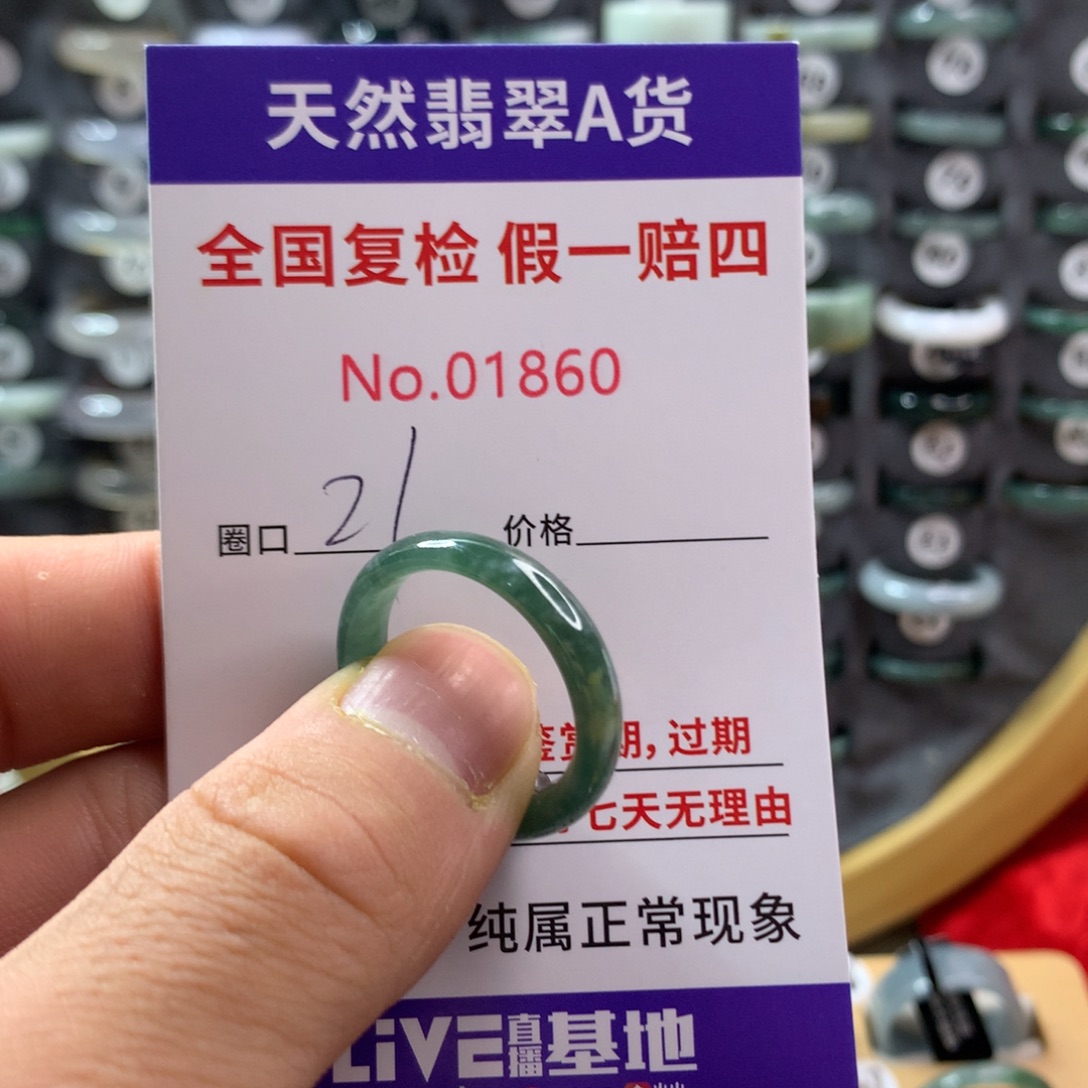 天然翡翠A货
全国复检 假一赔四
No.01860
圈口 21 价格
鉴赏期，过期
七天无理由
纯属正常现象
LiVE直播基地